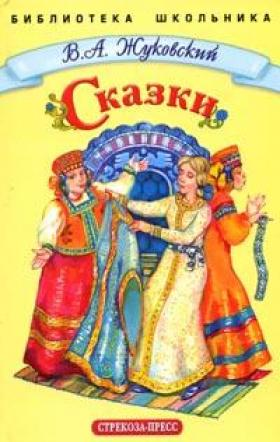 БИБЛИОТЕКА ШКОЛЬНИКА
В.А. Жуковский
Сказки
СТРЕКОЗА-ПРЕСС